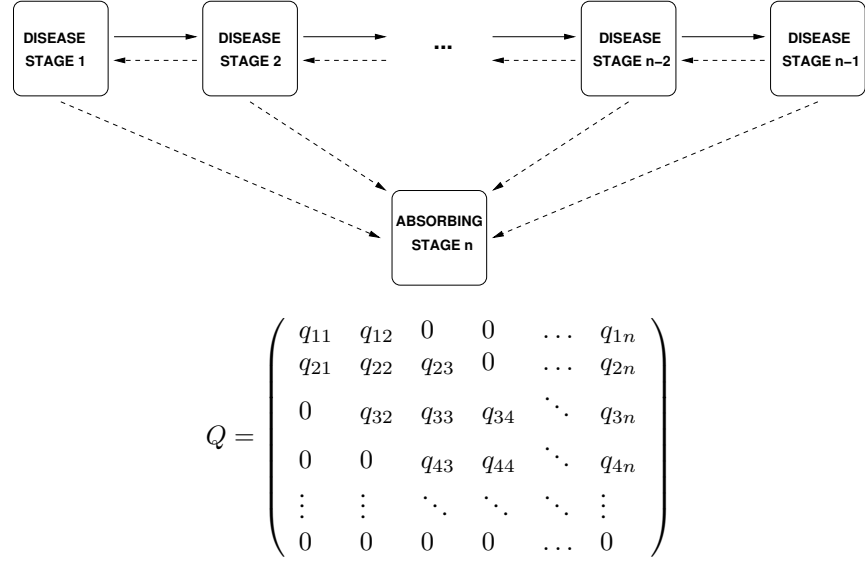 DISEASE STAGE 1
DISEASE STAGE 2
...
DISEASE STAGE n−2
DISEASE STAGE n−1
ABSORBING STAGE n
Q =
q11 q12 0 0 … q1n
q21 q22 q23 0 … q2n
0 q32 q33 q34 ⋱ q3n
0 0 q43 q44 ⋱ q4n
⋮ ⋮ ⋱ ⋱ ⋱ ⋮
0 0 0 0 … 0